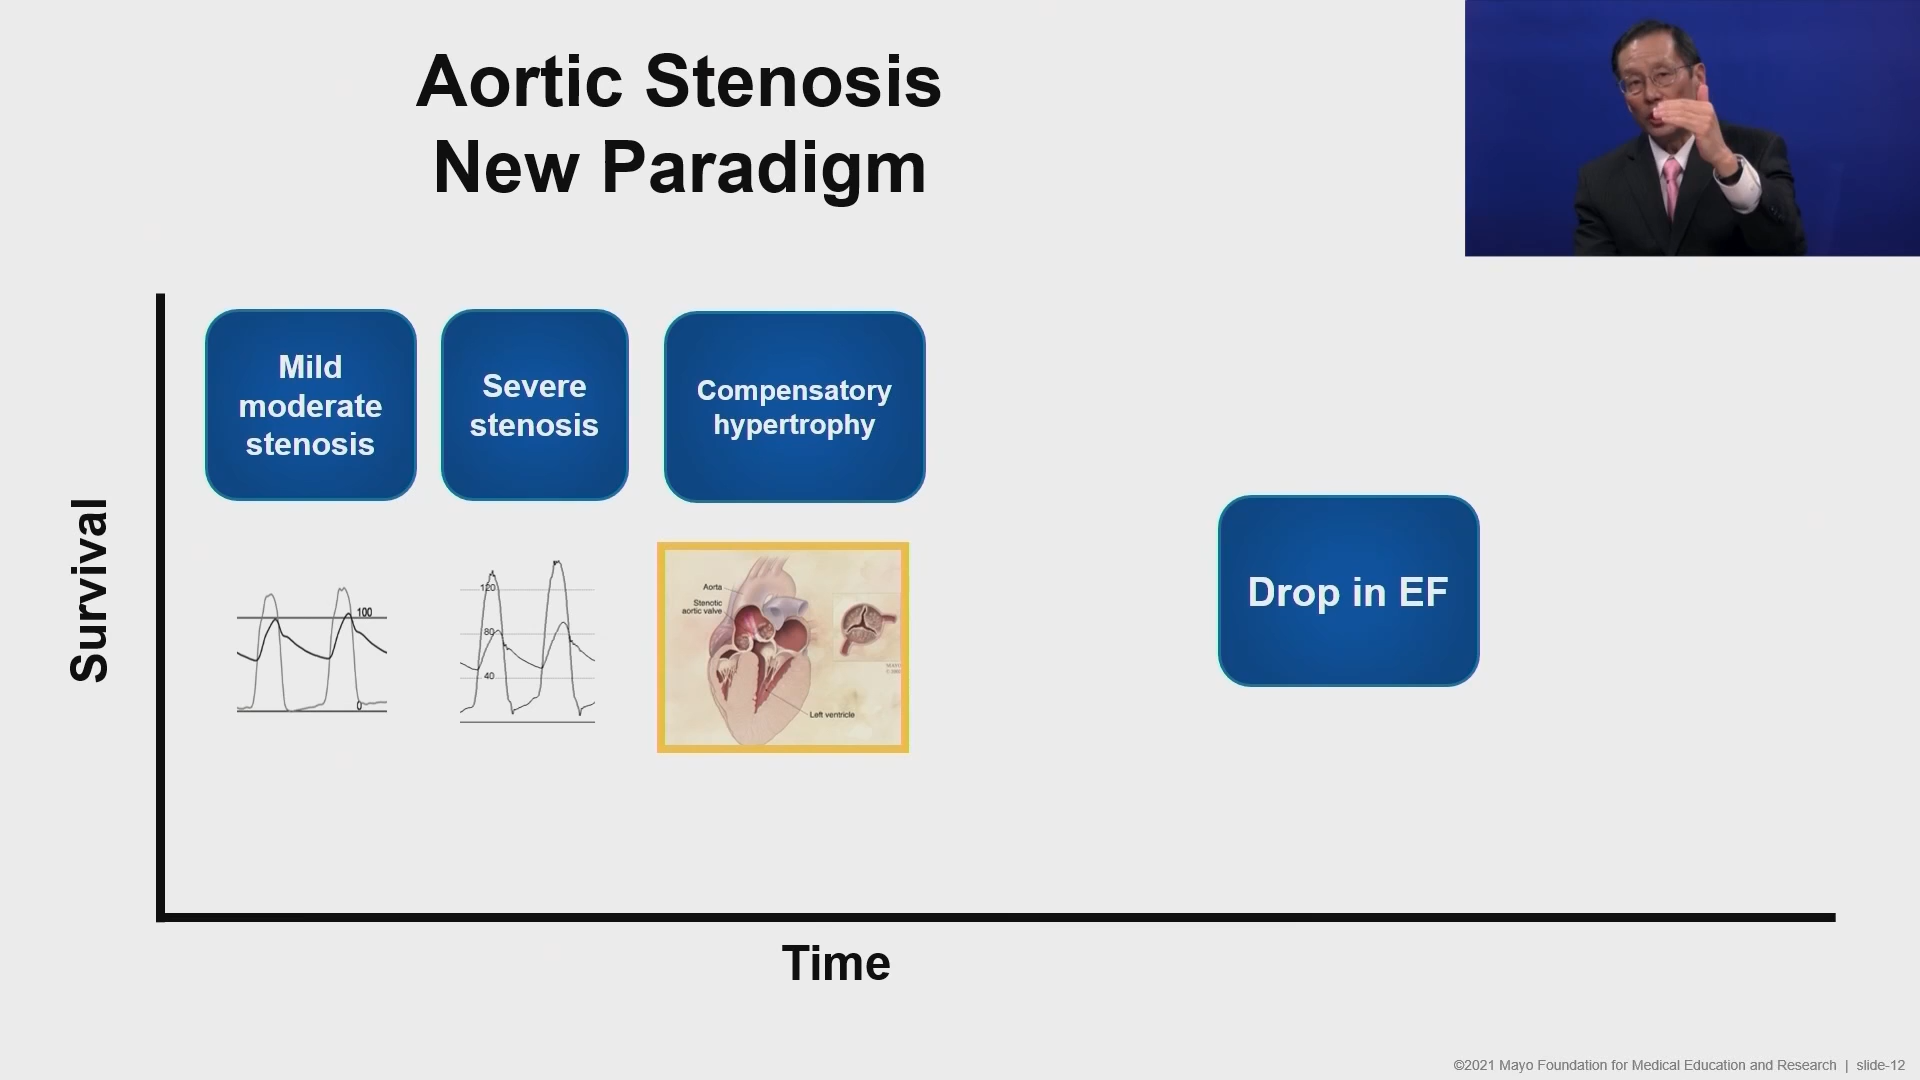 Aortic Stenosis
New Paradigm
Mild
moderate
stenosis
Severe
stenosis
Compensatory
hypertrophy
Drop in EF
Survival
100
0
120
80
40
Aorta
Stenotic
aortic valve
Left ventricle
Time
©2021 Mayo Foundation for Medical Education and Research | slide-12